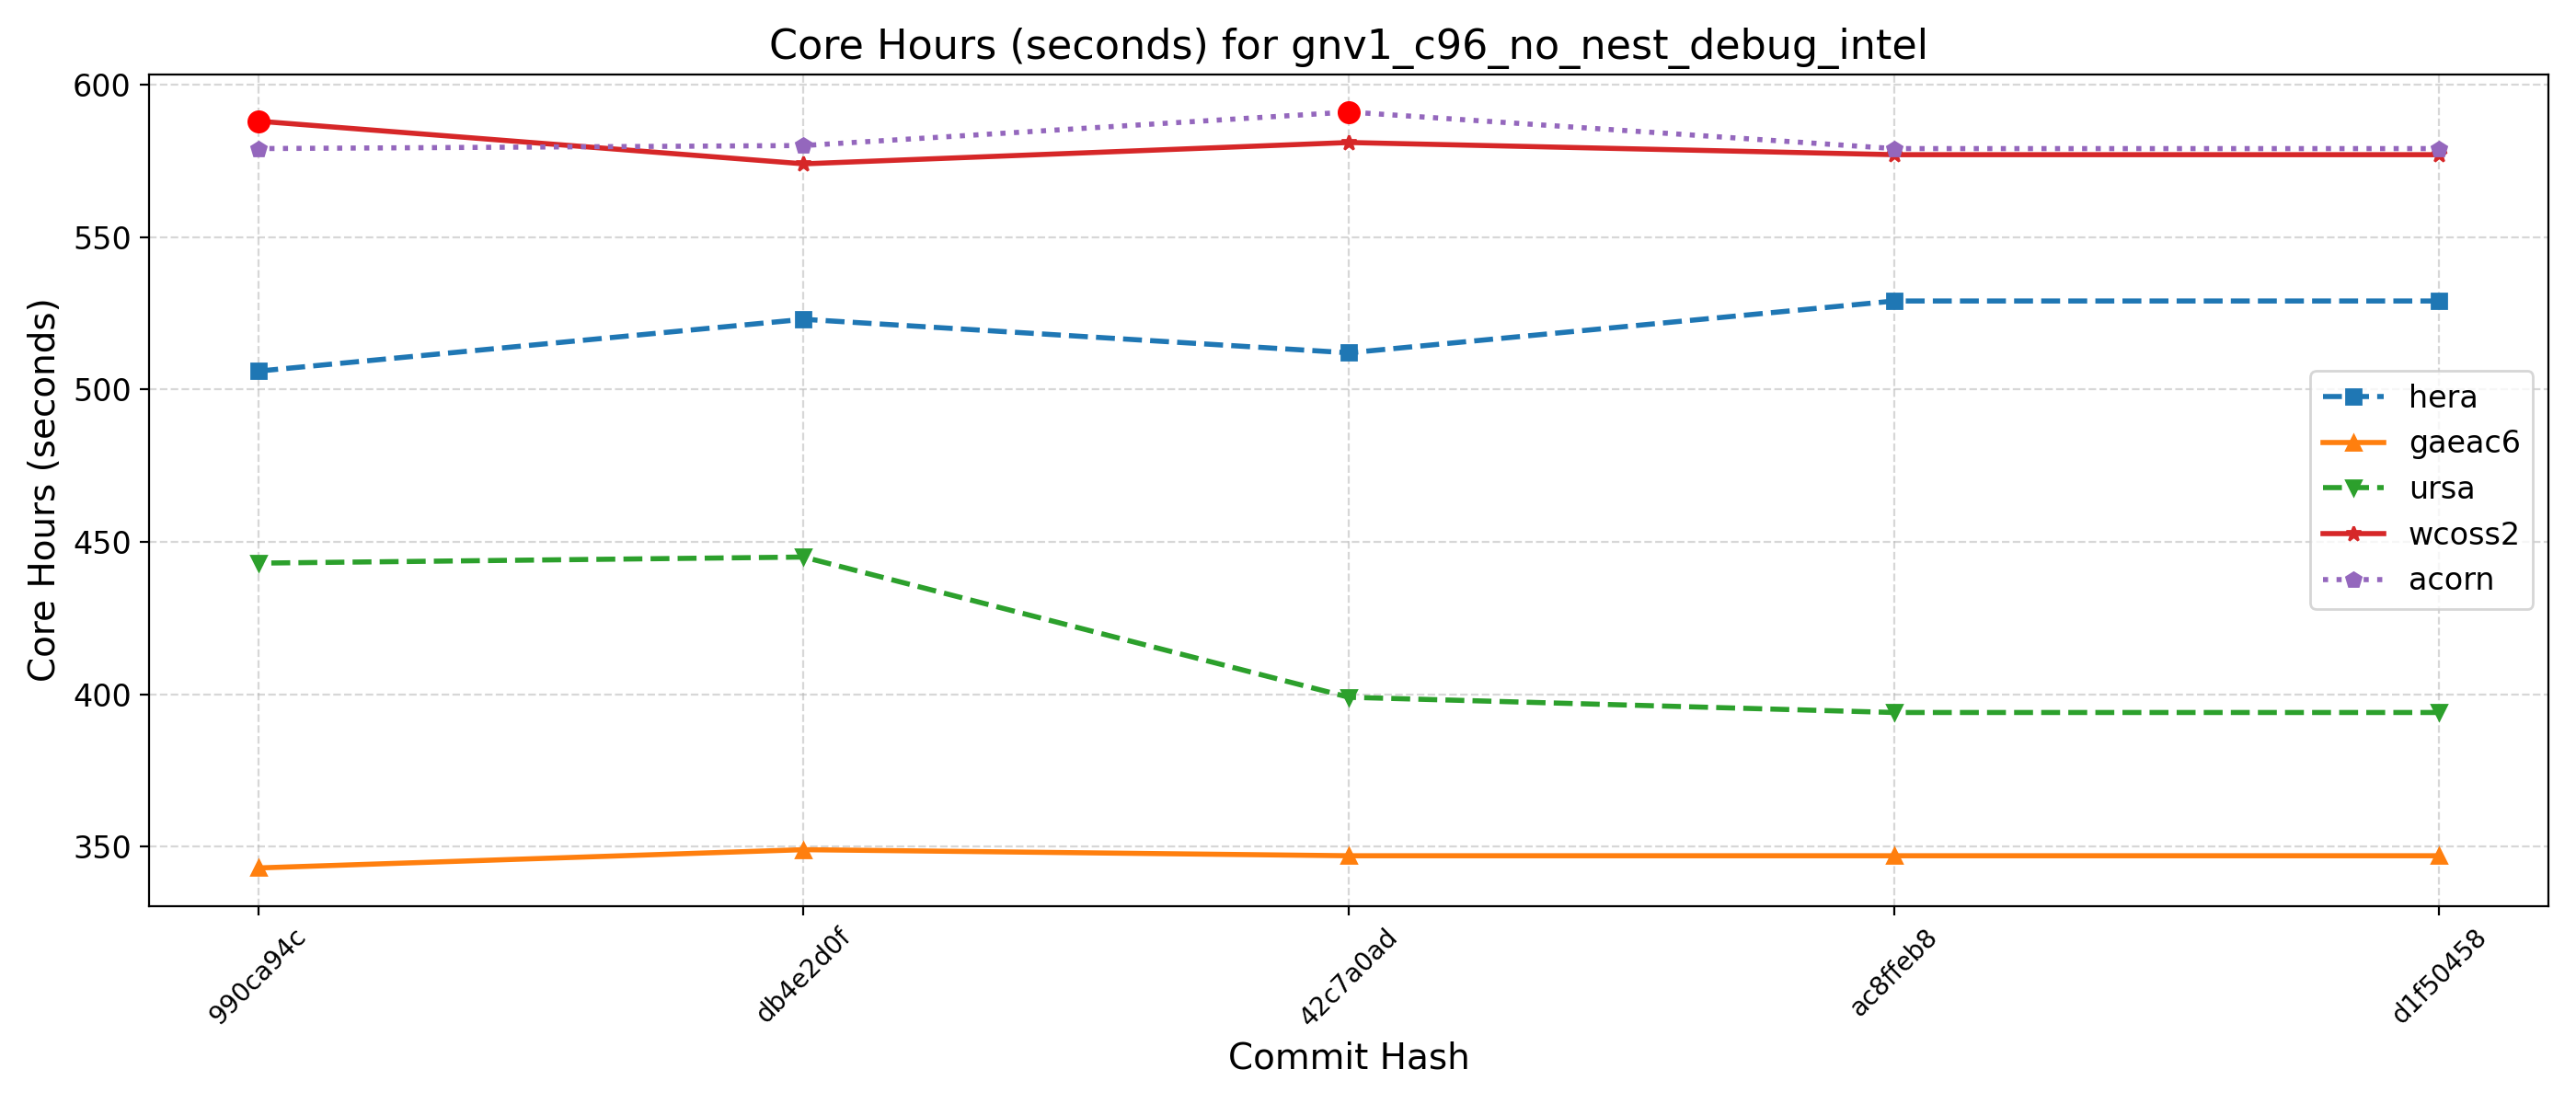 Core Hours (seconds) for gnv1_c96_no_nest_debug_intel
Core Hours (seconds)
600
550
500
450
400
350
hera
gaeac6
ursa
wcoss2
acorn
990ca94c
db4e2d0f
42c7a0ad
ac8ffeb8
d1f50458
Commit Hash